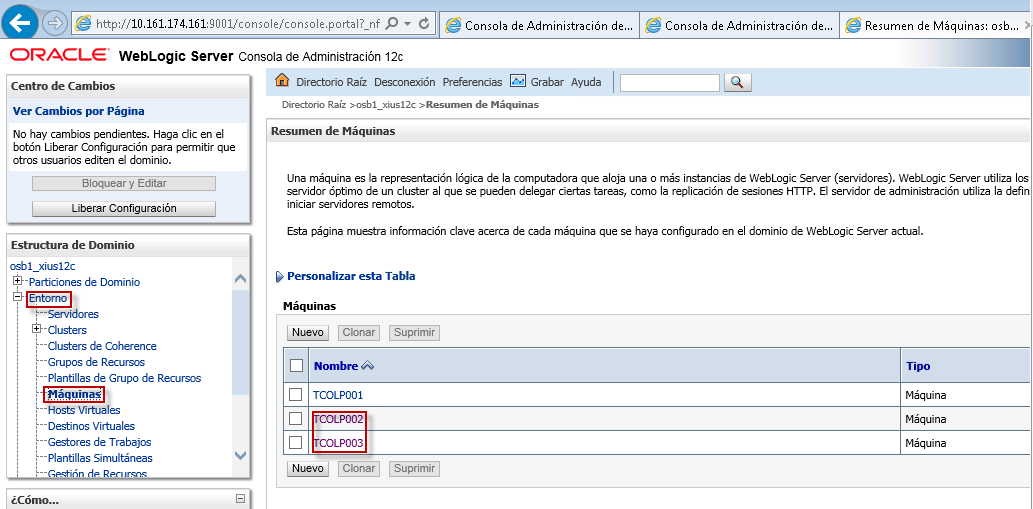 http://10.161.174.161:9001/console/console.portal?_nf
Consola de Administración de...
Consola de Administración de...
Resumen de Máquinas: osb...
ORACLE WebLogic Server Consola de Administración 12c
Centro de Cambios
Ver Cambios por Página
No hay cambios pendientes. Haga clic en el
botón Liberar Configuración para permitir que
otros usuarios editen el dominio.
Bloquear y Editar
Liberar Configuración
Estructura de Dominio
osb1_xius12c
Particiones de Dominio
Entorno
Servidores
Clusters
Clusters de Coherence
Grupos de Recursos
Plantillas de Grupo de Recursos
Máquinas
Hosts Virtuales
Destinos Virtuales
Gestores de Trabajos
Plantillas Simultáneas
Gestión de Recursos
¿Cómo...
Directorio Raíz Desconexión Preferencias Grabar Ayuda
Directorio Raíz >osb1_xius12c >Resumen de Máquinas
Resumen de Máquinas
Una máquina es la representación lógica de la computadora que aloja una o más instancias de WebLogic Server (servidores). WebLogic Server utiliza los
servidor óptimo de un cluster al que se pueden delegar ciertas tareas, como la replicación de sesiones HTTP. El servidor de administración utiliza la defin
iniciar servidores remotos.
Esta página muestra información clave acerca de cada máquina que se haya configurado en el dominio de WebLogic Server actual.
Personalizar esta Tabla
Máquinas
Nuevo Clonar Suprimir
Nombre Tipo
TCOLP001 Máquina
TCOLP002 Máquina
TCOLP003 Máquina
Nuevo Clonar Suprimir